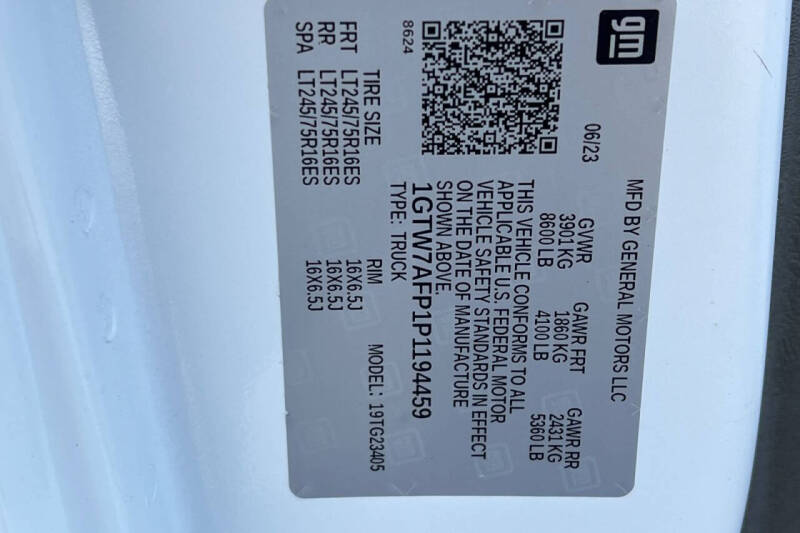 gm
MFD BY GENERAL MOTORS LLC
06/23 GVWR GAWR FRT GAWR RR
3901 KG 1860 KG 2431 KG
8600 LB 4100 LB 5360 LB
THIS VEHICLE CONFORMS TO ALL
APPLICABLE U.S. FEDERAL MOTOR
VEHICLE SAFETY STANDARDS IN EFFECT
ON THE DATE OF MANUFACTURE
SHOWN ABOVE.
8624 1GTW7AFP1P1194459
TYPE: TRUCK
TIRE SIZE RIM MODEL: 19TG23405
FRT LT245/75R16ES 16X6.5J
RR LT245/75R16ES 16X6.5J
SPA LT245/75R16ES 16X6.5J